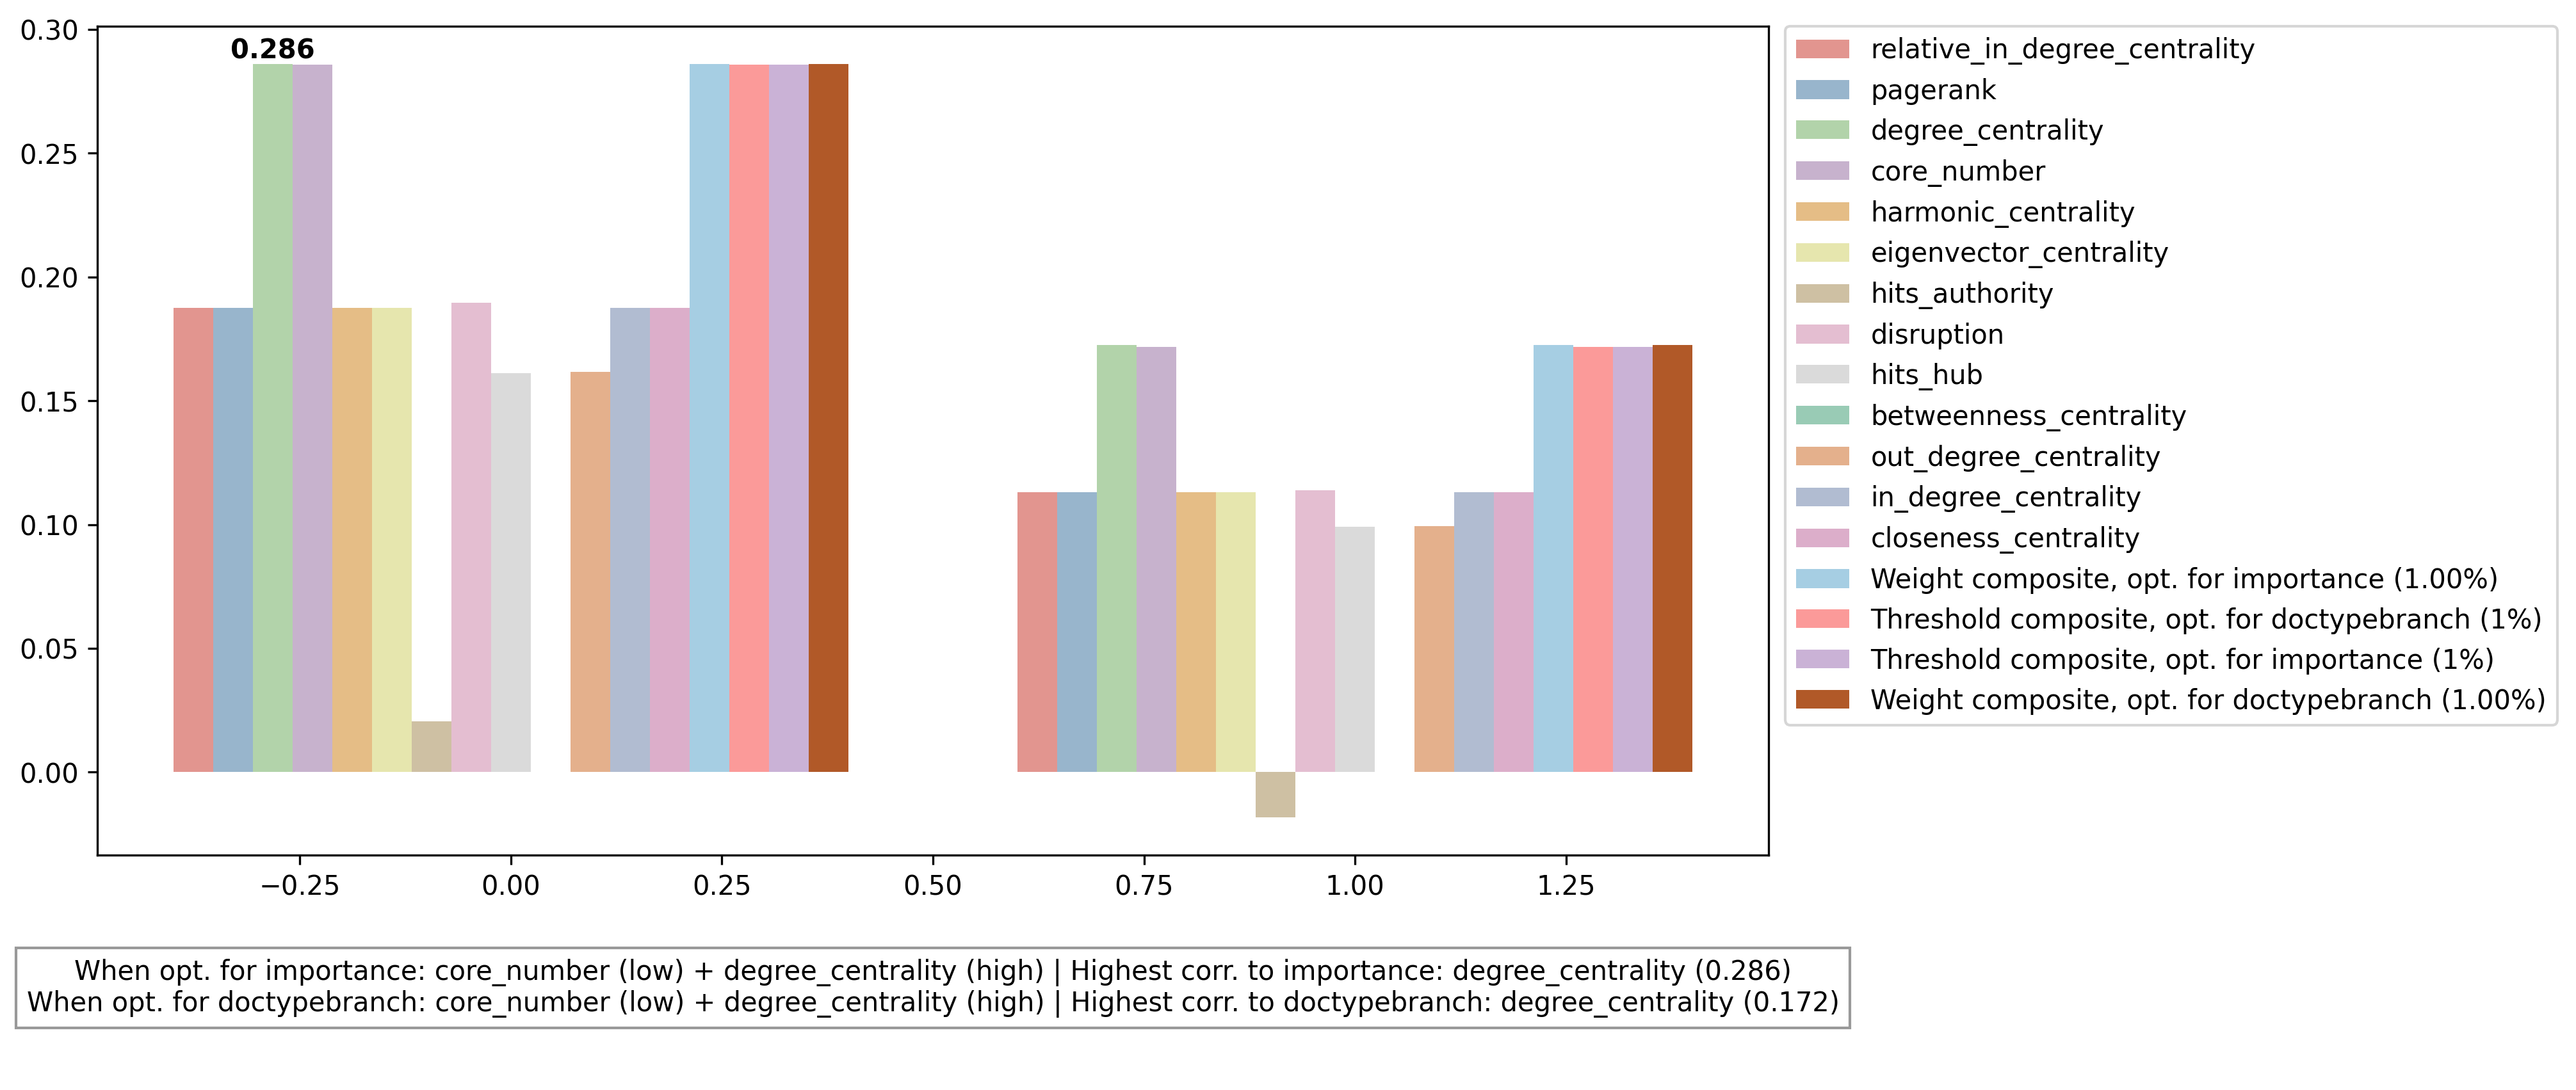 0.30
0.25
0.20
0.15
0.10
0.05
0.00
0.286
−0.25 0.00 0.25 0.50 0.75 1.00 1.25
relative_in_degree_centrality
pagerank
degree_centrality
core_number
harmonic_centrality
eigenvector_centrality
hits_authority
disruption
hits_hub
betweenness_centrality
out_degree_centrality
in_degree_centrality
closeness_centrality
Weight composite, opt. for importance (1.00%)
Threshold composite, opt. for doctypebranch (1%)
Threshold composite, opt. for importance (1%)
Weight composite, opt. for doctypebranch (1.00%)
When opt. for importance: core_number (low) + degree_centrality (high) | Highest corr. to importance: degree_centrality (0.286)
When opt. for doctypebranch: core_number (low) + degree_centrality (high) | Highest corr. to doctypebranch: degree_centrality (0.172)